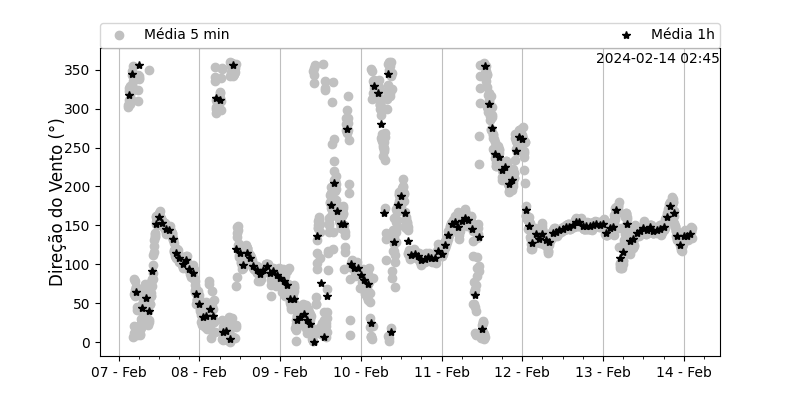 Média 5 min
Média 1h
2024-02-14 02:45
Direção do Vento (°)
350
300
250
200
150
100
50
0
07 - Feb
08 - Feb
09 - Feb
10 - Feb
11 - Feb
12 - Feb
13 - Feb
14 - Feb